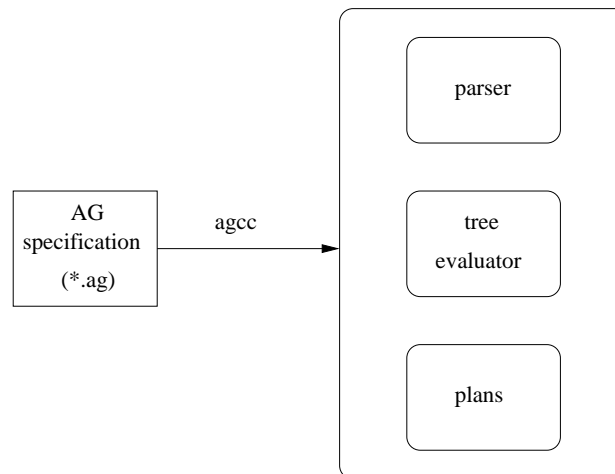 parser
AG
specification
(*.ag)
agcc
tree
evaluator
plans